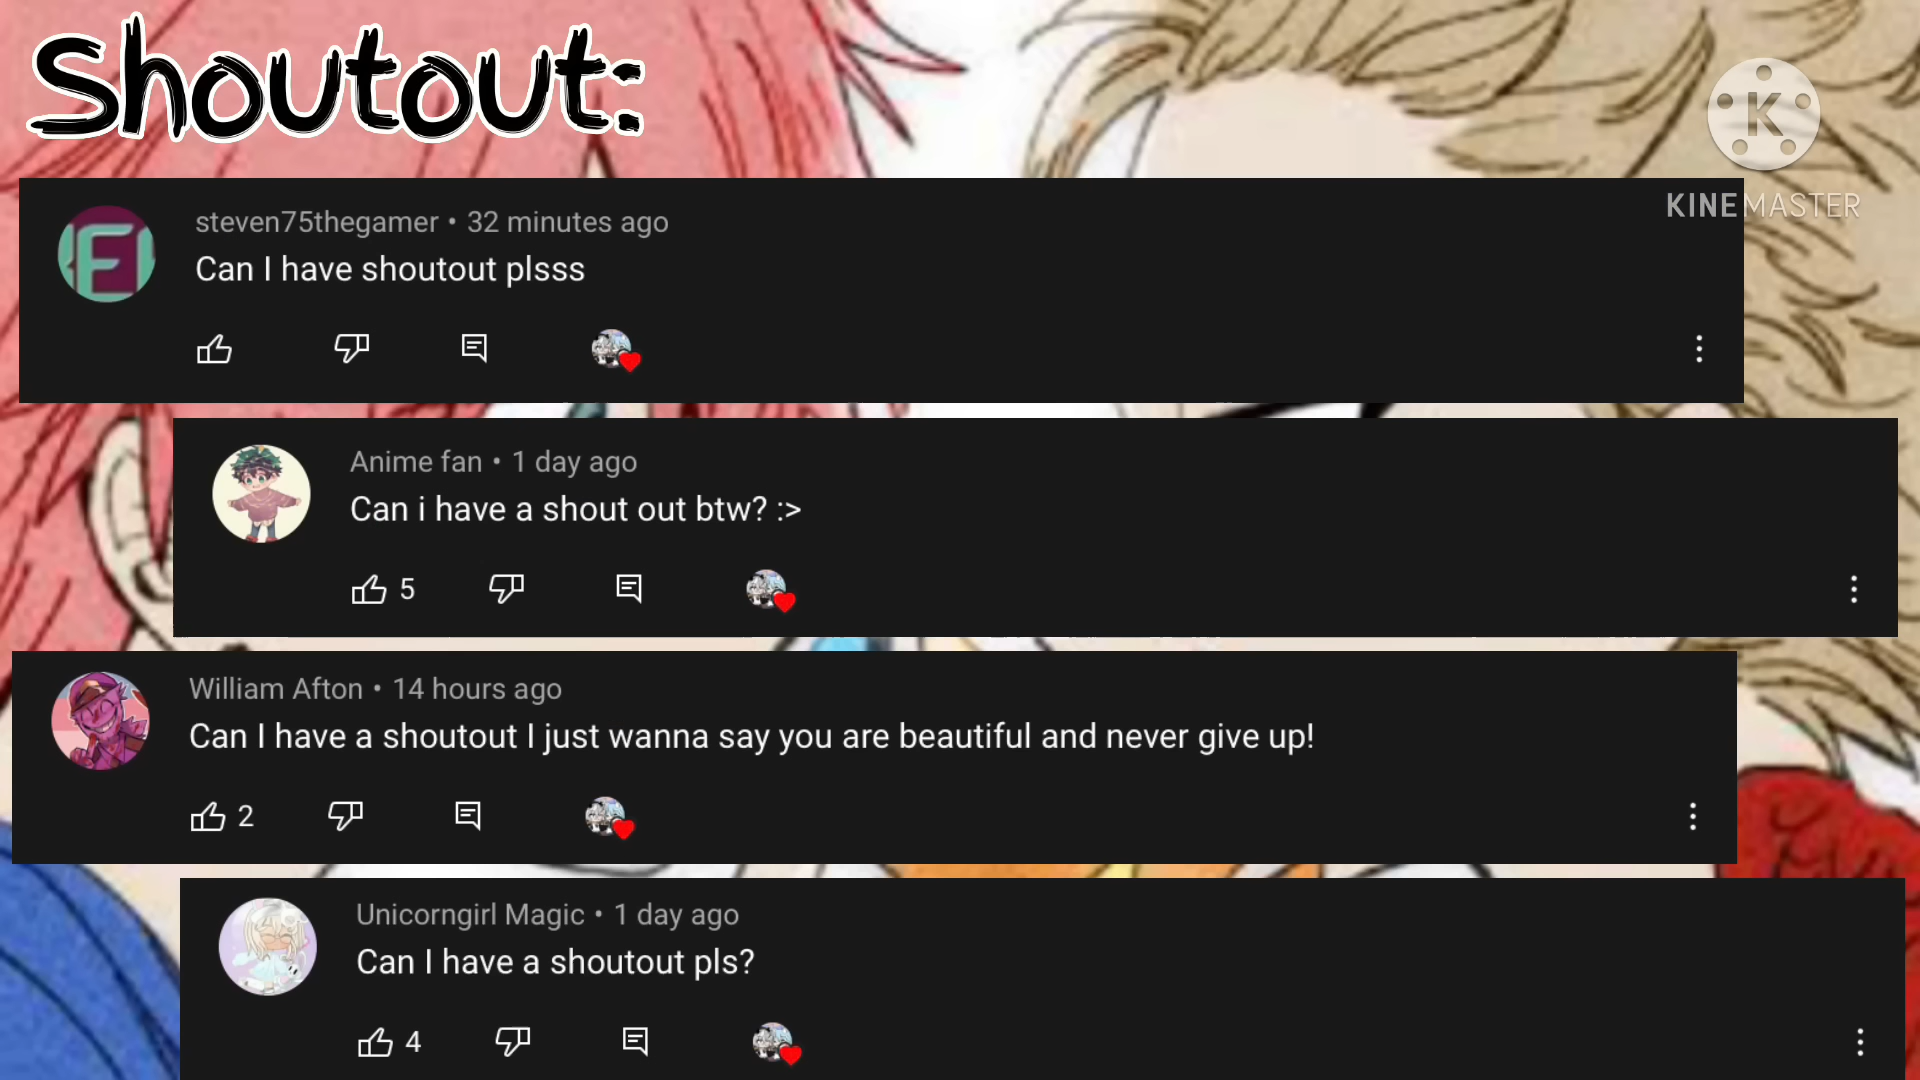 Shoutout:
K
KINEMASTER
steven75thegamer • 32 minutes ago
Can I have shoutout plsss
Anime fan • 1 day ago
Can i have a shout out btw? :>
5
William Afton • 14 hours ago
Can I have a shoutout I just wanna say you are beautiful and never give up!
2
Unicorngirl Magic • 1 day ago
Can I have a shoutout pls?
4